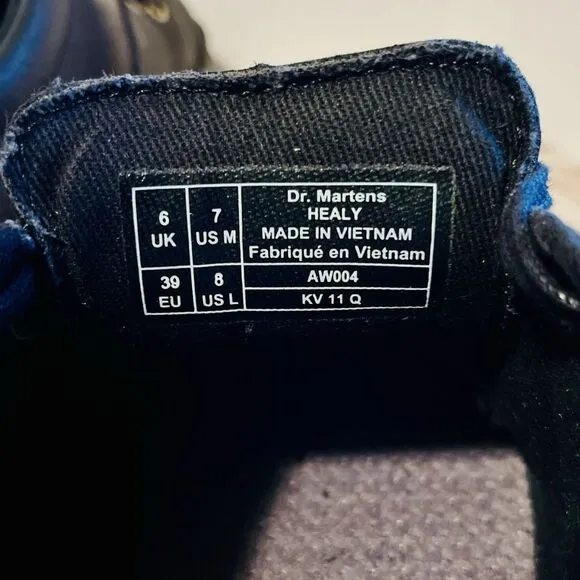 6
UK
7
US M
39
EU
8
US L
Dr. Martens
HEALY
MADE IN VIETNAM
Fabriqué en Vietnam
AW004
KV 11 Q